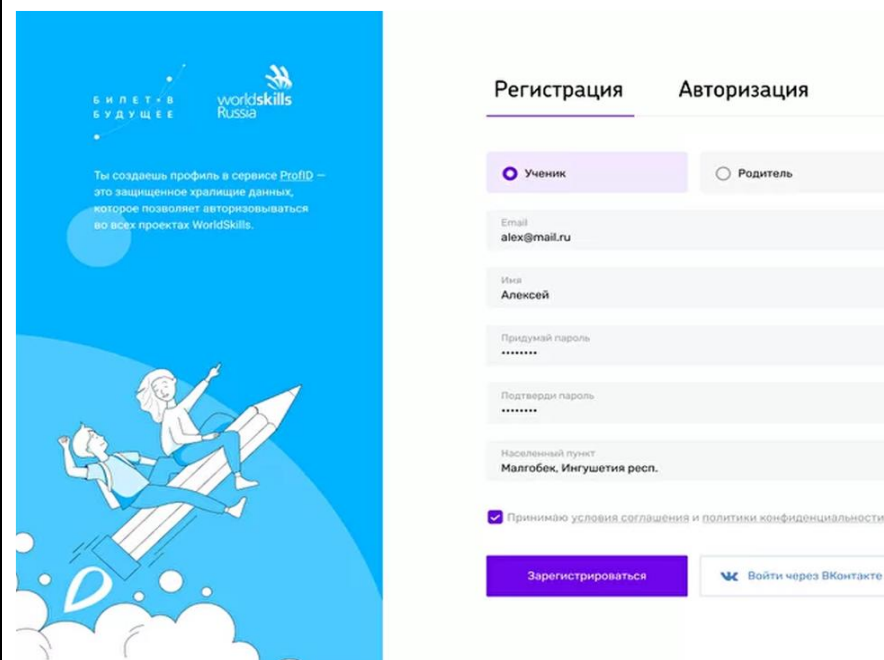 БИЛЕТ В
БУДУЩЕЕ
worldskills
Russia
Ты создаешь профиль в сервисе ProfID —
это защищенное хралищие данных,
которое позволяет авторизовываться
во всех проектах WorldSkills.
Регистрация Авторизация
Ученик Родитель
Email
alex@mail.ru
Имя
Алексей
Придумай пароль
••••••••
Подтверди пароль
••••••••
Населенный пункт
Малгобек, Ингушетия респ.
Принимаю условия соглашения и политики конфиденциальности
Зарегистрироваться Войти через ВКонтакте